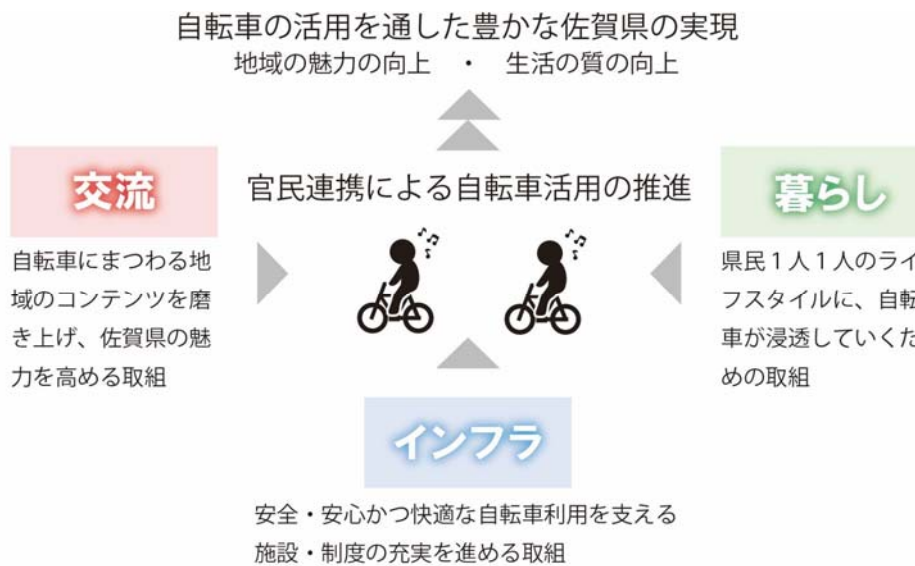 自転車の活用を通した豊かな佐賀県の実現
地域の魅力の向上　・　生活の質の向上
官民連携による自転車活用の推進
交流
自転車にまつわる地
域のコンテンツを磨
き上げ、佐賀県の魅
力を高める取組
暮らし
県民１人１人のライ
フスタイルに、自転
車が浸透していくた
めの取組
インフラ
安全・安心かつ快適な自転車利用を支える
施設・制度の充実を進める取組